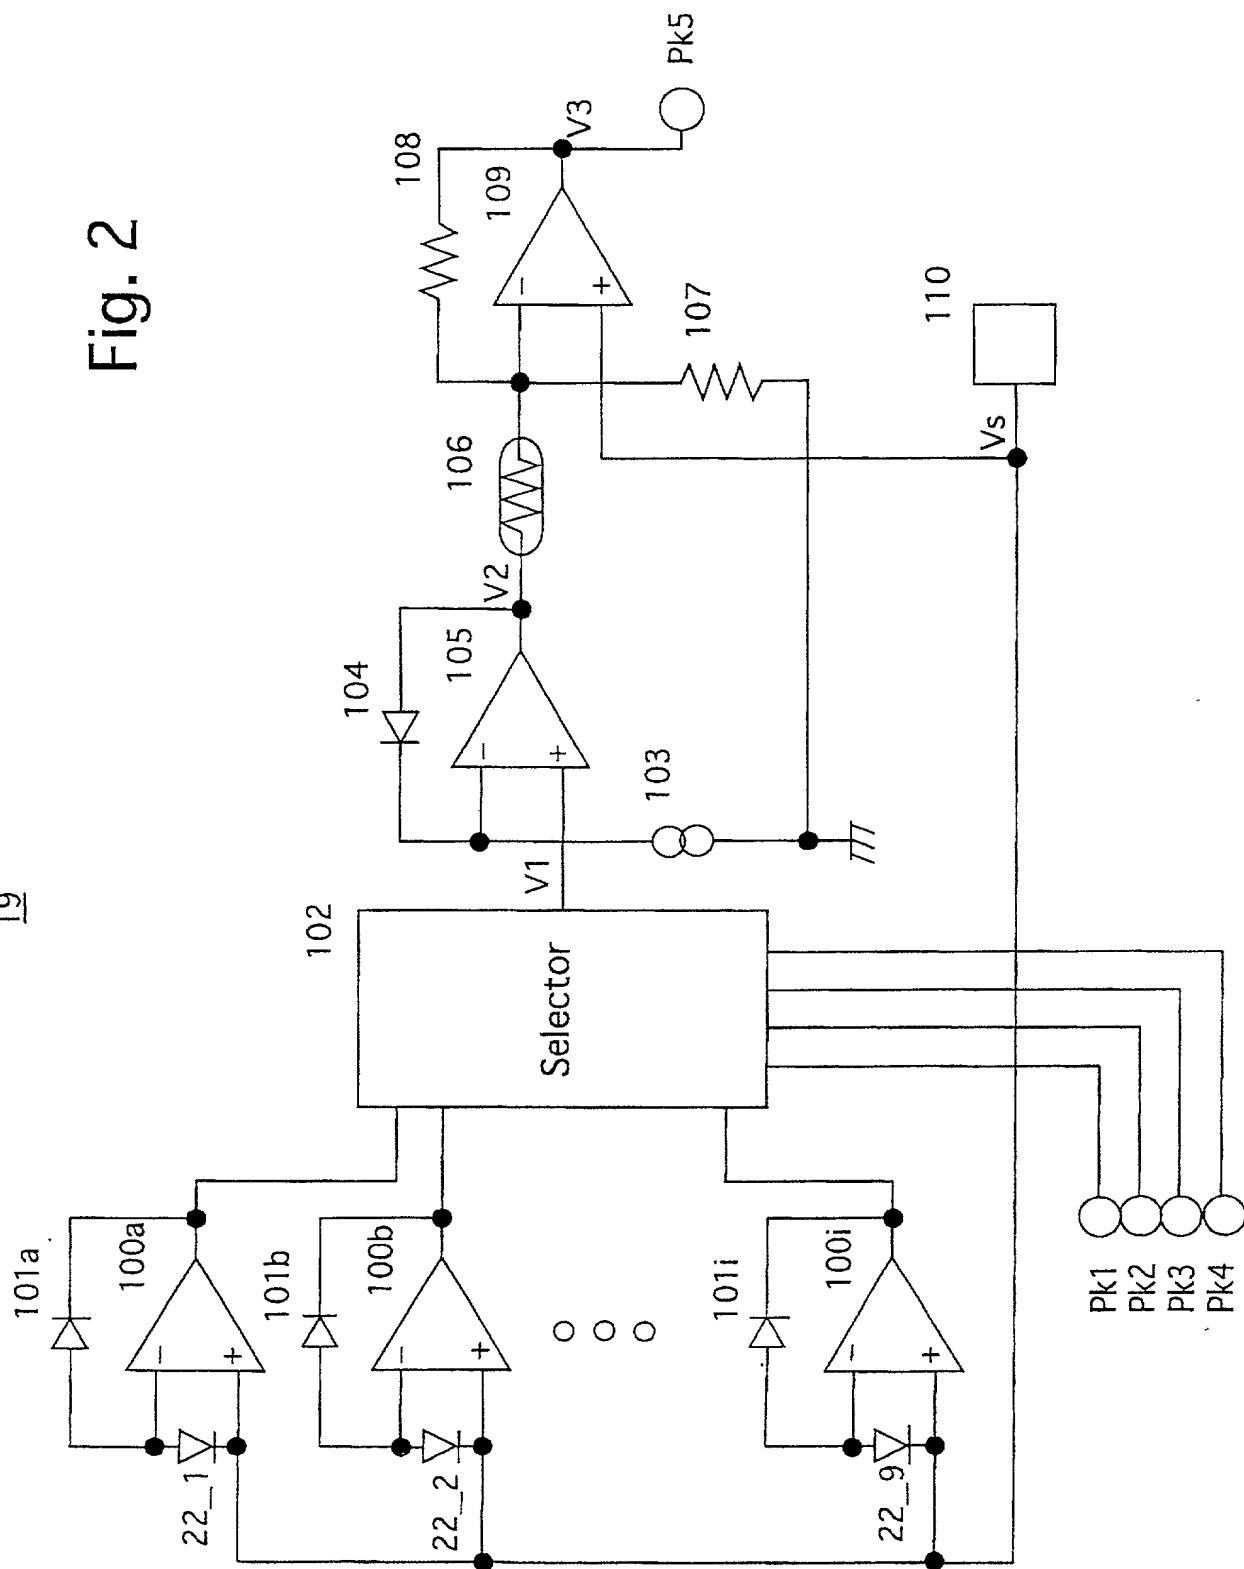 Fig. 2
19
101a
100a
22_1
101b
100b
22_2
101i
100i
22_9
102
Selector
V1
Pk1
Pk2
Pk3
Pk4
103
104
105
V2
106
107
108
109
V3
Pk5
Vs
110
−
+
−
+
−
+
−
+
−
+